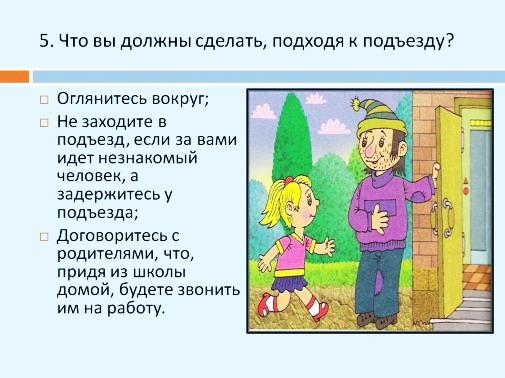 5. Что вы должны сделать, подходя к подъезду?
Оглянитесь вокруг;
Не заходите в
подъезд, если за вами
идет незнакомый
человек, а
задержитесь у
подъезда;
Договоритесь с
родителями, что,
придя из школы
домой, будете звонить
им на работу.